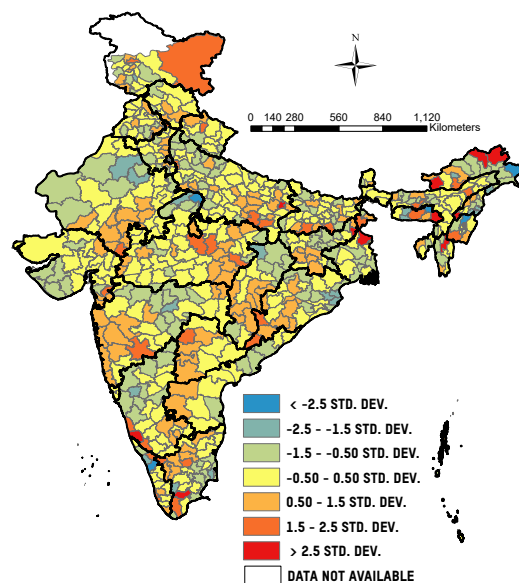 N
0 140 280 560 840 1,120
Kilometers
< -2.5 STD. DEV.
-2.5 - -1.5 STD. DEV.
-1.5 - -0.50 STD. DEV.
-0.50 - 0.50 STD. DEV.
0.50 - 1.5 STD. DEV.
1.5 - 2.5 STD. DEV.
> 2.5 STD. DEV.
DATA NOT AVAILABLE